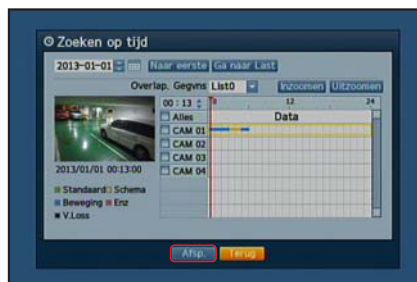 Zoeken op tijd
2013-01-01 Naar eerste Ga naar Last
Overlap. Gegvns List0 Inzoomen Uitzoomen
00 : 13 0 12 24
Alles Data
CAM 01
CAM 02
CAM 03
CAM 04
2013/01/01 00:13:00
Standaard Schema
Beweging Enz
V.Loss
Afsp. Terug